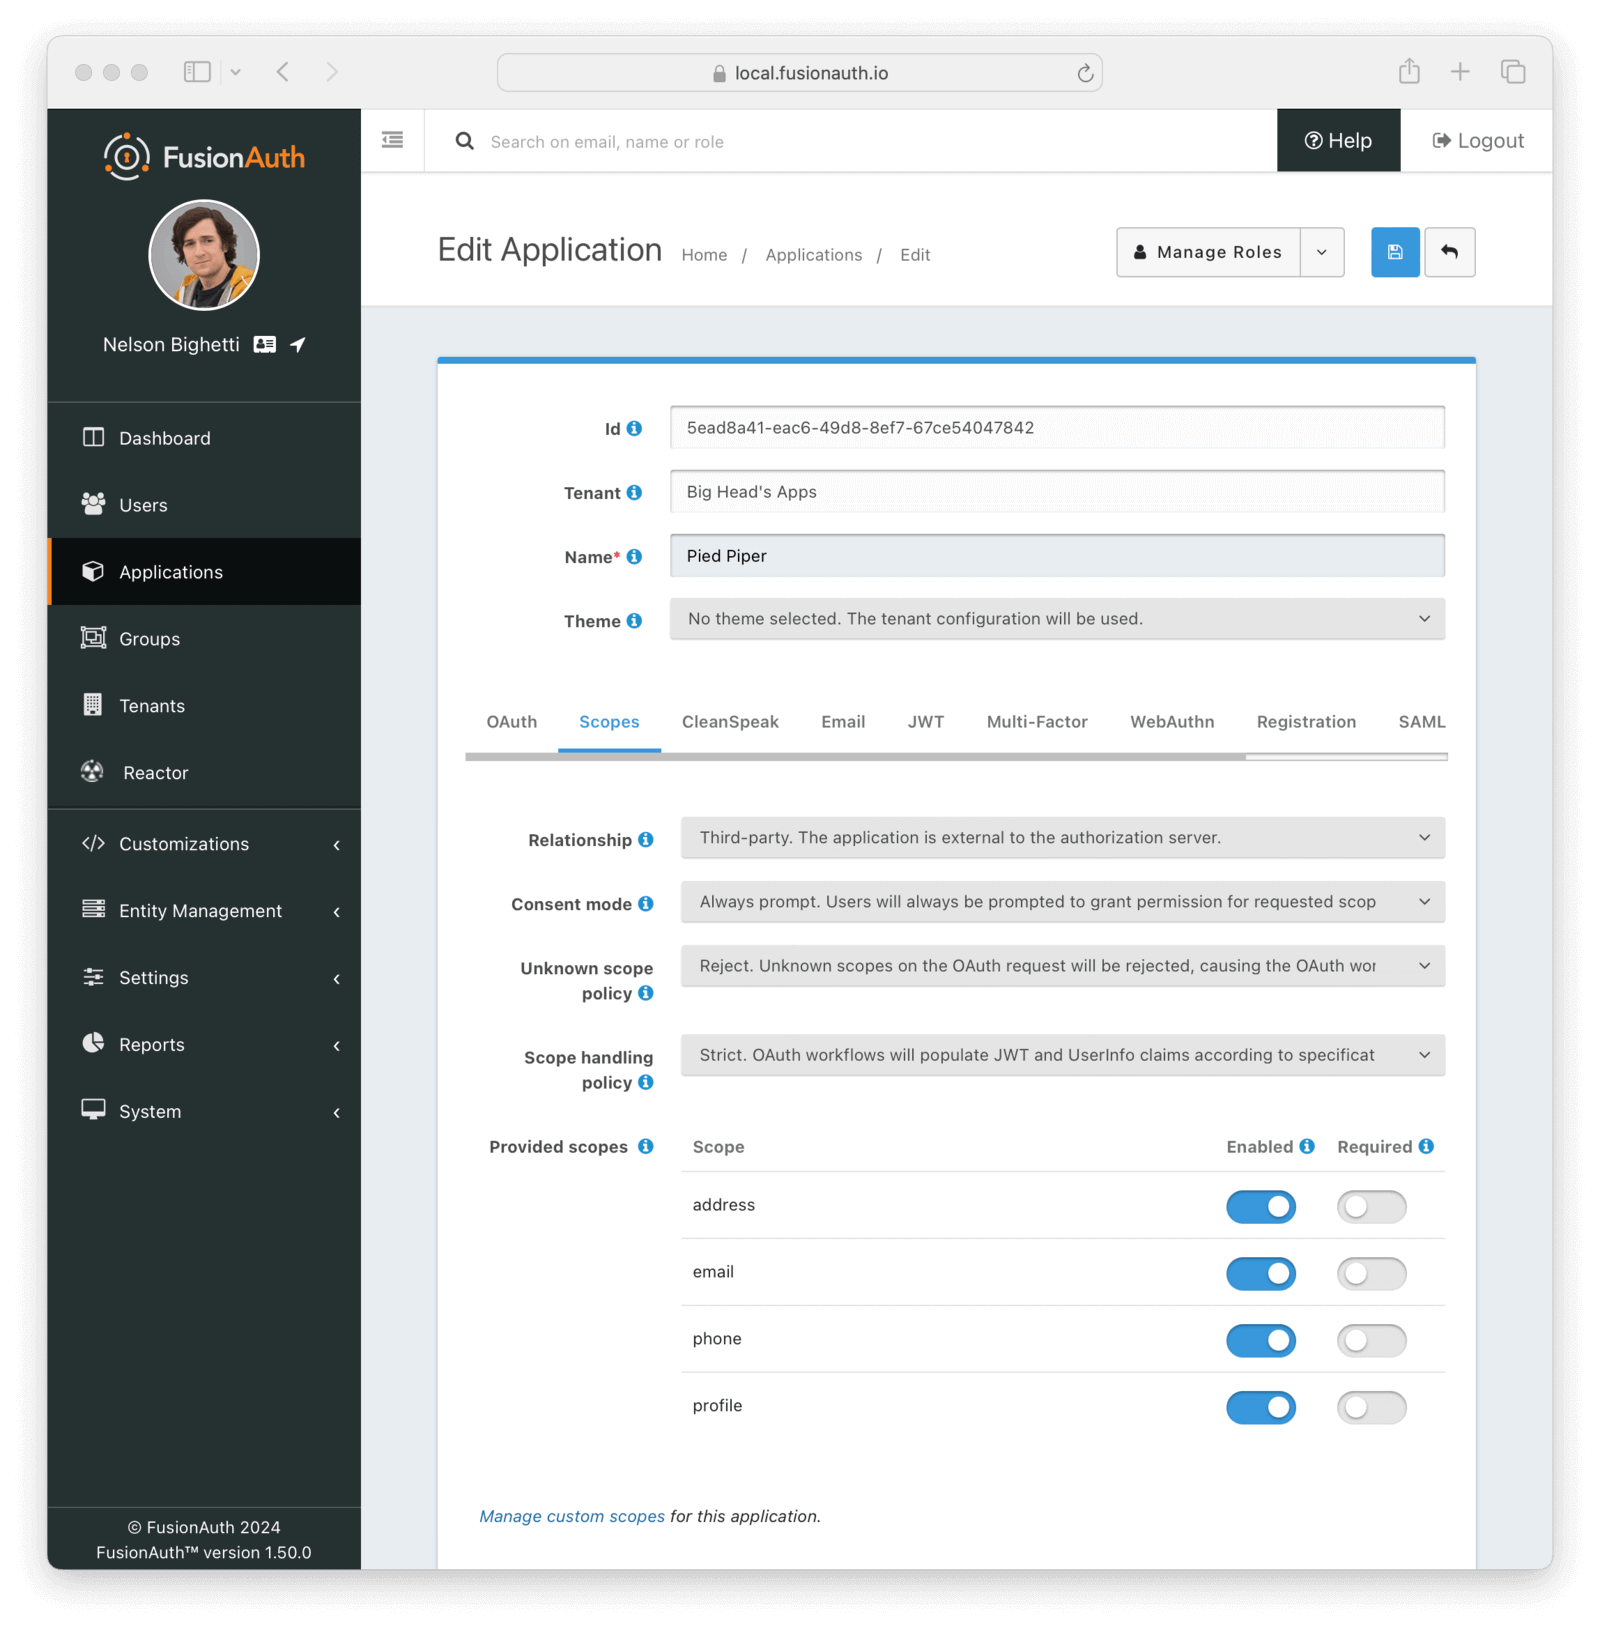 local.fusionauth.io
FusionAuth
Search on email, name or role
Help
Logout
Nelson Bighetti
Edit Application
Home / Applications / Edit
Manage Roles
Dashboard
Users
Applications
Groups
Tenants
Reactor
Customizations
Entity Management
Settings
Reports
System
© FusionAuth 2024
FusionAuth™ version 1.50.0
Id
5ead8a41-eac6-49d8-8ef7-67ce54047842
Tenant
Big Head's Apps
Name*
Pied Piper
Theme
No theme selected. The tenant configuration will be used.
OAuth Scopes CleanSpeak Email JWT Multi-Factor WebAuthn Registration SAML
Relationship
Third-party. The application is external to the authorization server.
Consent mode
Always prompt. Users will always be prompted to grant permission for requested scop
Unknown scope
policy
Reject. Unknown scopes on the OAuth request will be rejected, causing the OAuth wor
Scope handling
policy
Strict. OAuth workflows will populate JWT and UserInfo claims according to specificat
Provided scopes
Scope Enabled Required
address
email
phone
profile
Manage custom scopes for this application.